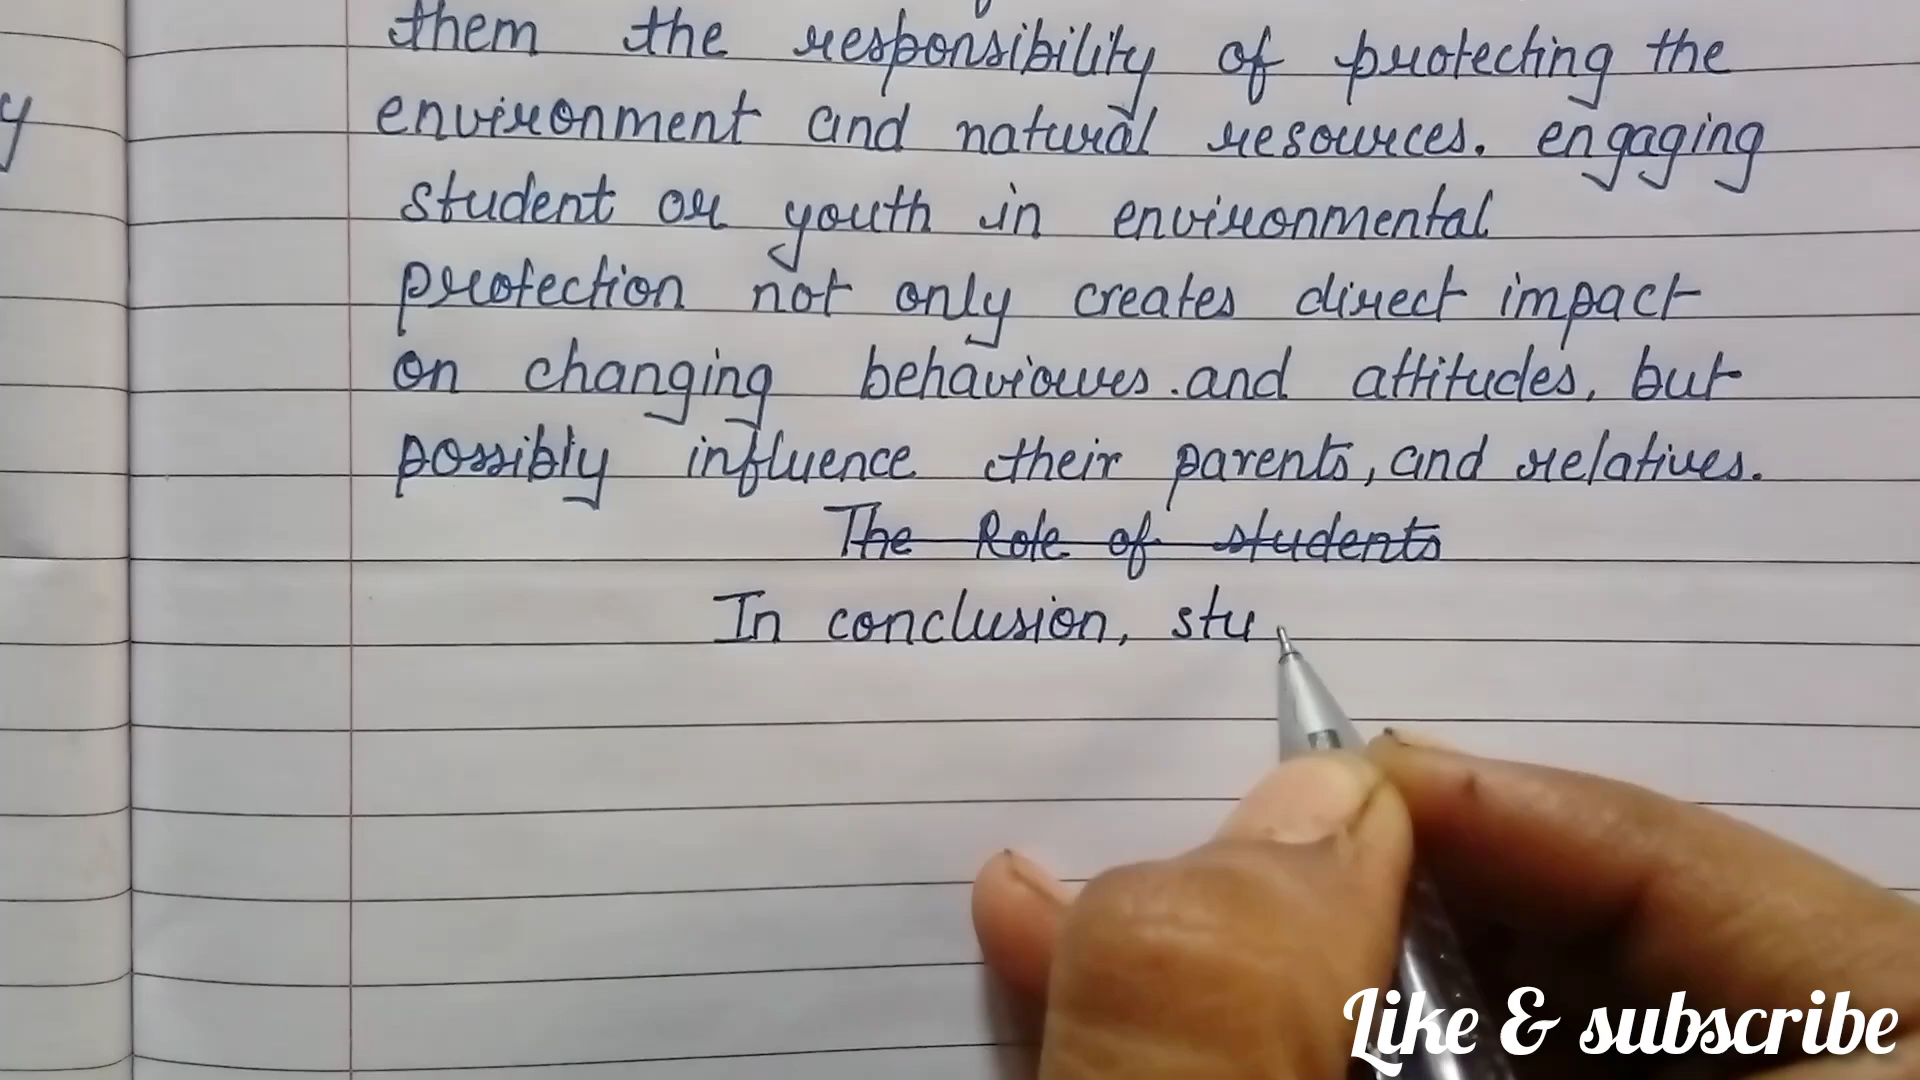 y
them the responsibility of protecting the
environment and natural resources. engaging
student or youth in environmental
protection not only creates direct impact
on changing behaviours.and attitudes, but
possibly influence their parents, and relatives.
The Role of students
In conclusion, stu
Like & subscribe